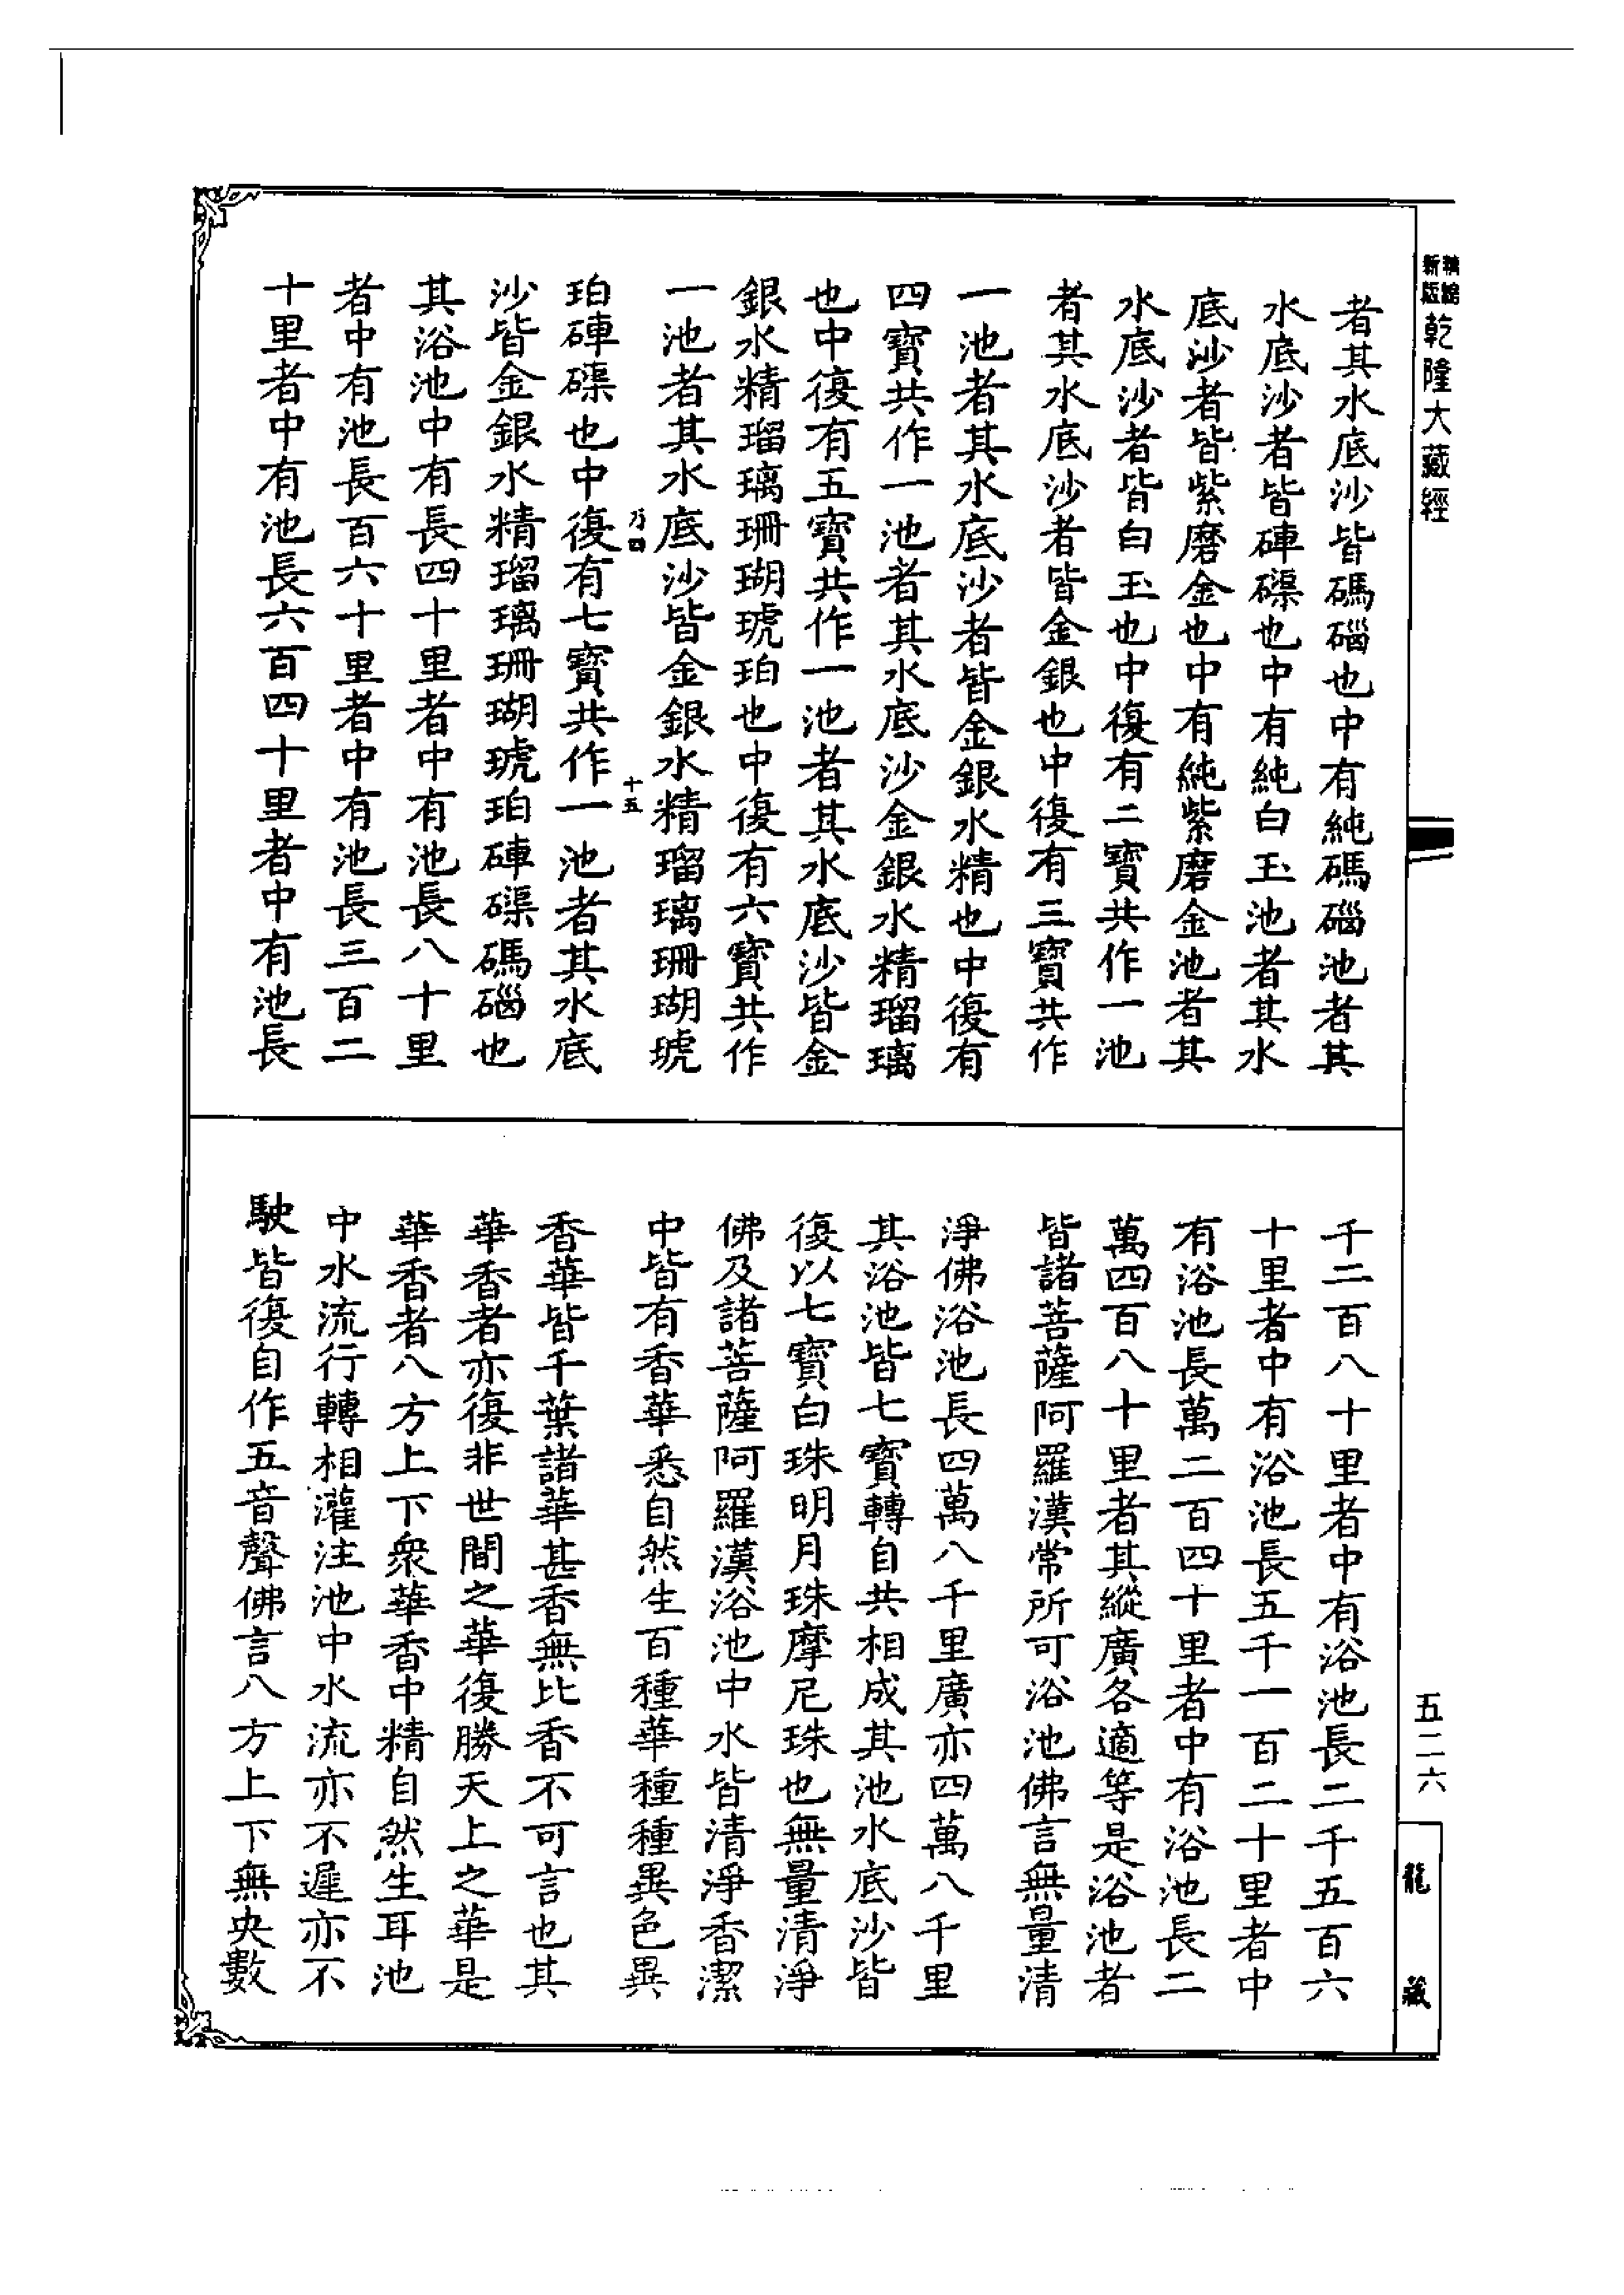 精縮
新版
乾隆大藏經
者其水底沙皆碼碯也中有純碼碯池者其
水底沙者皆硨磲也中有純白玉池者其水
底沙者皆紫磨金也中有純紫磨金池者其
水底沙者皆白玉也中復有二寶共作一池
者其水底沙者皆金銀也中復有三寶共作
一池者其水底沙者皆金銀水精也中復有
四寶共作一池者其水底沙金銀水精瑠璃
也中復有五寶共作一池者其水底沙皆金
銀水精瑠璃珊瑚琥珀也中復有六寶共作
一池者其水底沙皆金銀水精瑠璃珊瑚琥
乃四
十五
珀硨磲也中復有七寶共作一池者其水底
沙皆金銀水精瑠璃珊瑚琥珀硨磲碼碯也
其浴池中有長四十里者中有池長八十里
者中有池長百六十里者中有池長三百二
十里者中有池長六百四十里者中有池長
千二百八十里者中有浴池長二千五百六
十里者中有浴池長五千一百二十里者中
有浴池長萬二百四十里者中有浴池長二
萬四百八十里者其縱廣各適等是浴池者
皆諸菩薩阿羅漢常所可浴池佛言無量清
淨佛浴池長四萬八千里廣亦四萬八千里
其浴池皆七寶轉自共相成其池水底沙皆
復以七寶白珠明月珠摩尼珠也無量清淨
佛及諸菩薩阿羅漢浴池中水皆清淨香潔
中皆有香華悉自然生百種華種種異色異
香華皆千葉諸華甚香無比香不可言也其
華香者亦復非世間之華復勝天上之華是
華香者八方上下衆華香中精自然生耳池
中水流行轉相灌注池中水流亦不遲亦不
駛皆復自作五音聲佛言八方上下無央數
五二六
龍藏